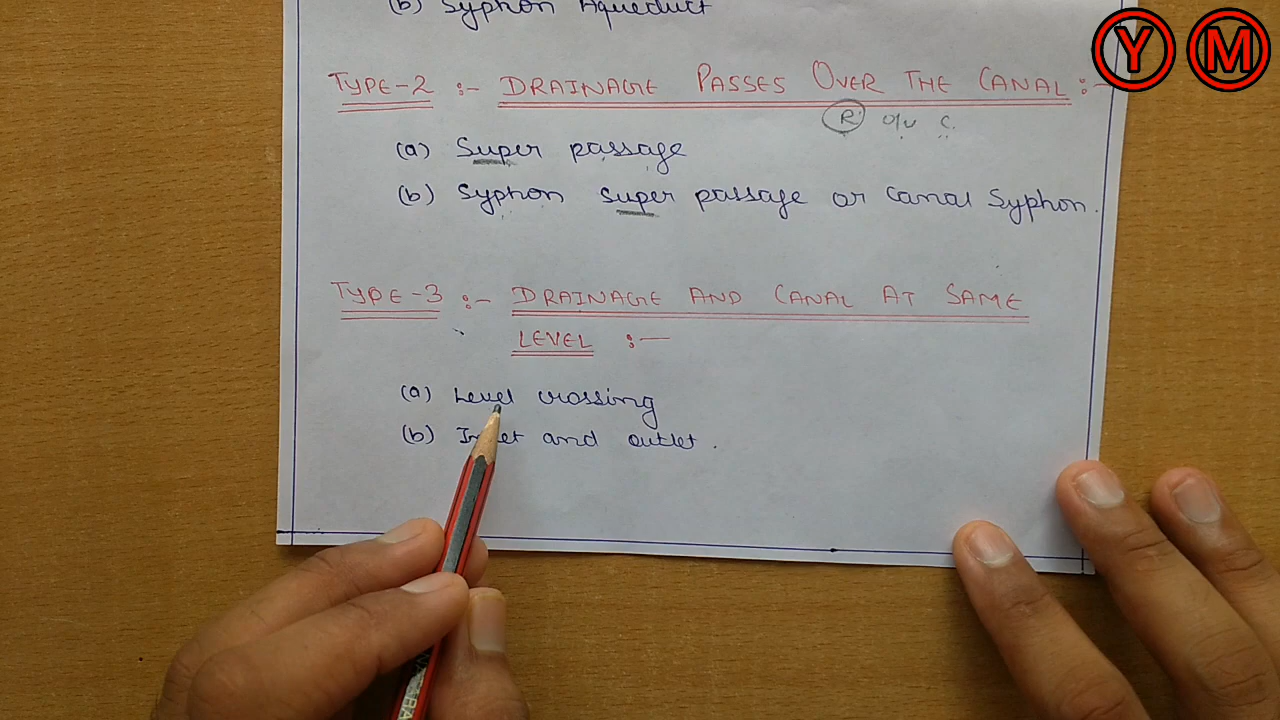 (b) Syphon Aqueduct
Y M
TYPE-2 :- DRAINAGE PASSES OVER THE CANAL :-
R o/v C.
(a) Super passage
(b) Syphon super passage or Canal Syphon.
TYPE-3 :- DRAINAGE AND CANAL AT SAME
LEVEL :-
(a) Level crossing
(b) Inlet and outlet.